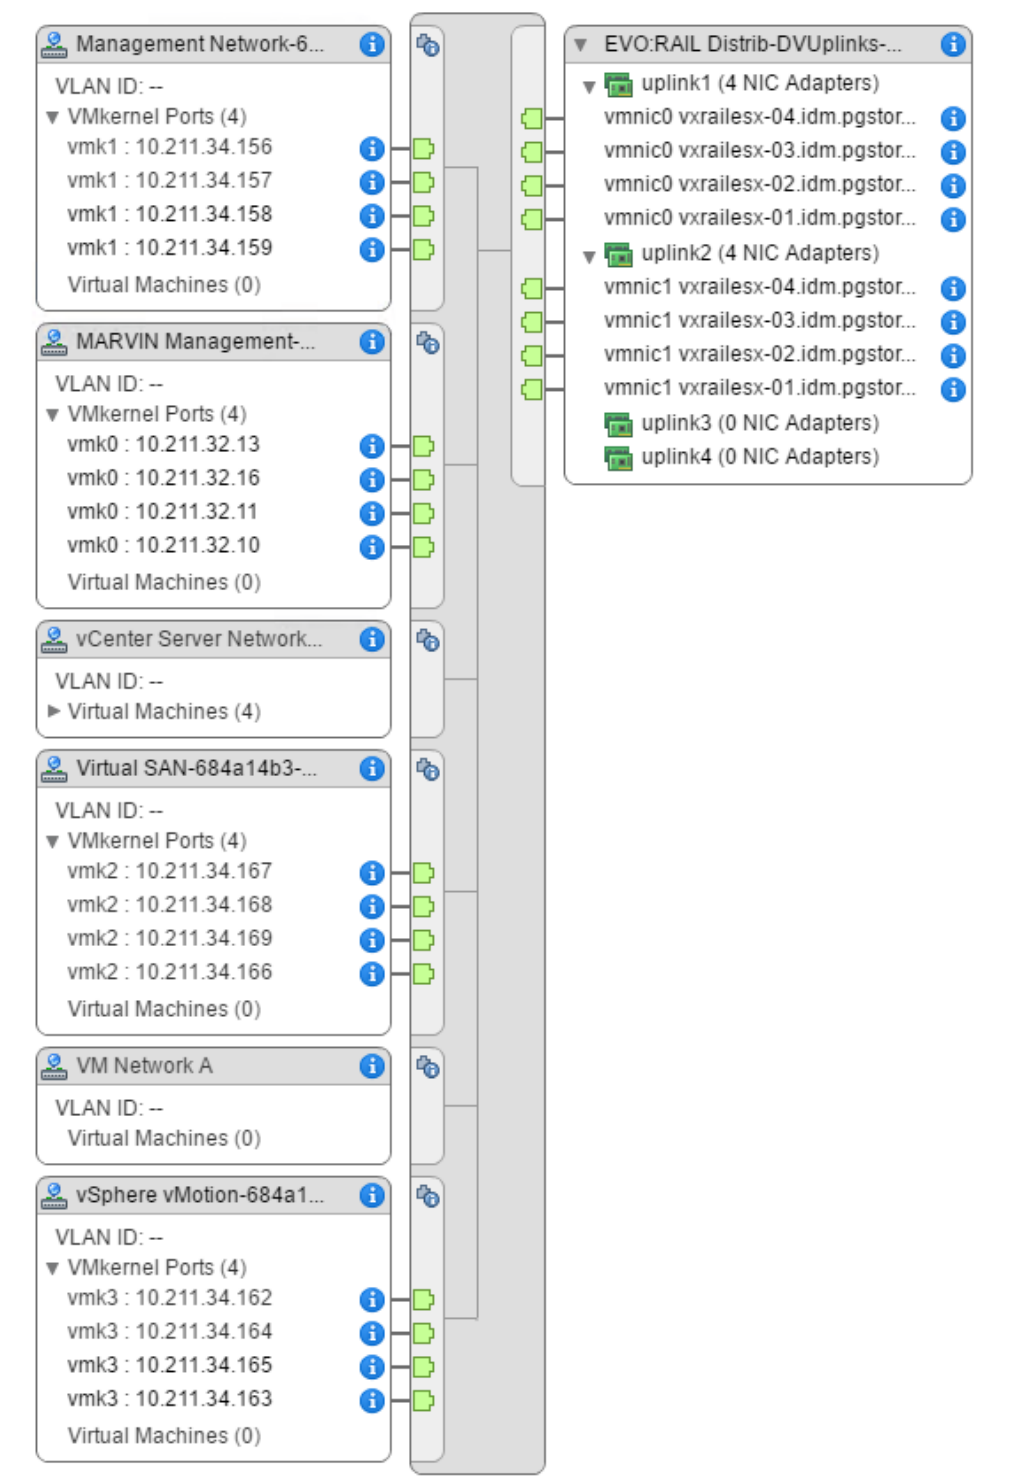 Management Network-6...
VLAN ID: --
VMkernel Ports (4)
vmk1 : 10.211.34.156
vmk1 : 10.211.34.157
vmk1 : 10.211.34.158
vmk1 : 10.211.34.159
Virtual Machines (0)
MARVIN Management-...
VLAN ID: --
VMkernel Ports (4)
vmk0 : 10.211.32.13
vmk0 : 10.211.32.16
vmk0 : 10.211.32.11
vmk0 : 10.211.32.10
Virtual Machines (0)
vCenter Server Network...
VLAN ID: --
Virtual Machines (4)
Virtual SAN-684a14b3-...
VLAN ID: --
VMkernel Ports (4)
vmk2 : 10.211.34.167
vmk2 : 10.211.34.168
vmk2 : 10.211.34.169
vmk2 : 10.211.34.166
Virtual Machines (0)
VM Network A
VLAN ID: --
Virtual Machines (0)
vSphere vMotion-684a1...
VLAN ID: --
VMkernel Ports (4)
vmk3 : 10.211.34.162
vmk3 : 10.211.34.164
vmk3 : 10.211.34.165
vmk3 : 10.211.34.163
Virtual Machines (0)
EVO:RAIL Distrib-DVUplinks-...
uplink1 (4 NIC Adapters)
vmnic0 vxrailesx-04.idm.pgstor...
vmnic0 vxrailesx-03.idm.pgstor...
vmnic0 vxrailesx-02.idm.pgstor...
vmnic0 vxrailesx-01.idm.pgstor...
uplink2 (4 NIC Adapters)
vmnic1 vxrailesx-04.idm.pgstor...
vmnic1 vxrailesx-03.idm.pgstor...
vmnic1 vxrailesx-02.idm.pgstor...
vmnic1 vxrailesx-01.idm.pgstor...
uplink3 (0 NIC Adapters)
uplink4 (0 NIC Adapters)